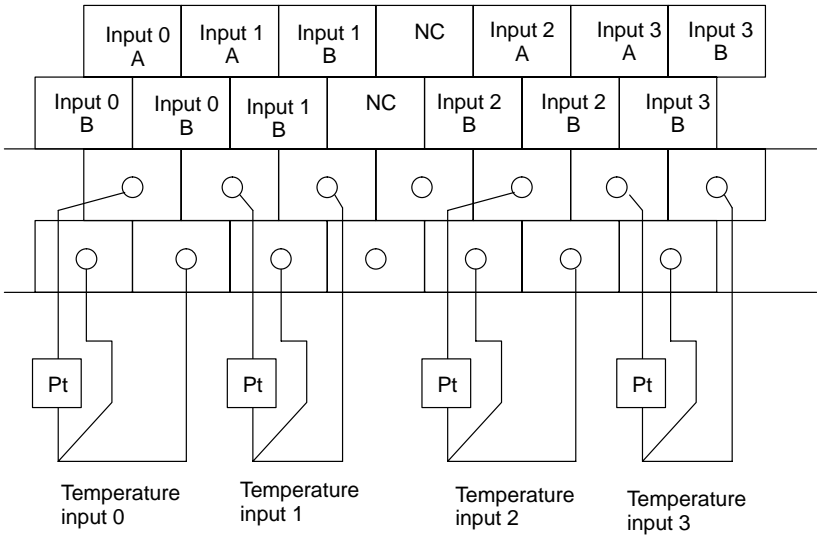 Input 0 Input 1 Input 1 NC Input 2 Input 3 Input 3
A A B A A B
Input 0 Input 0 Input 1 NC Input 2 Input 2 Input 3
B B B B B B
Pt Pt Pt Pt
Temperature Temperature Temperature Temperature
input 0 input 1 input 2 input 3